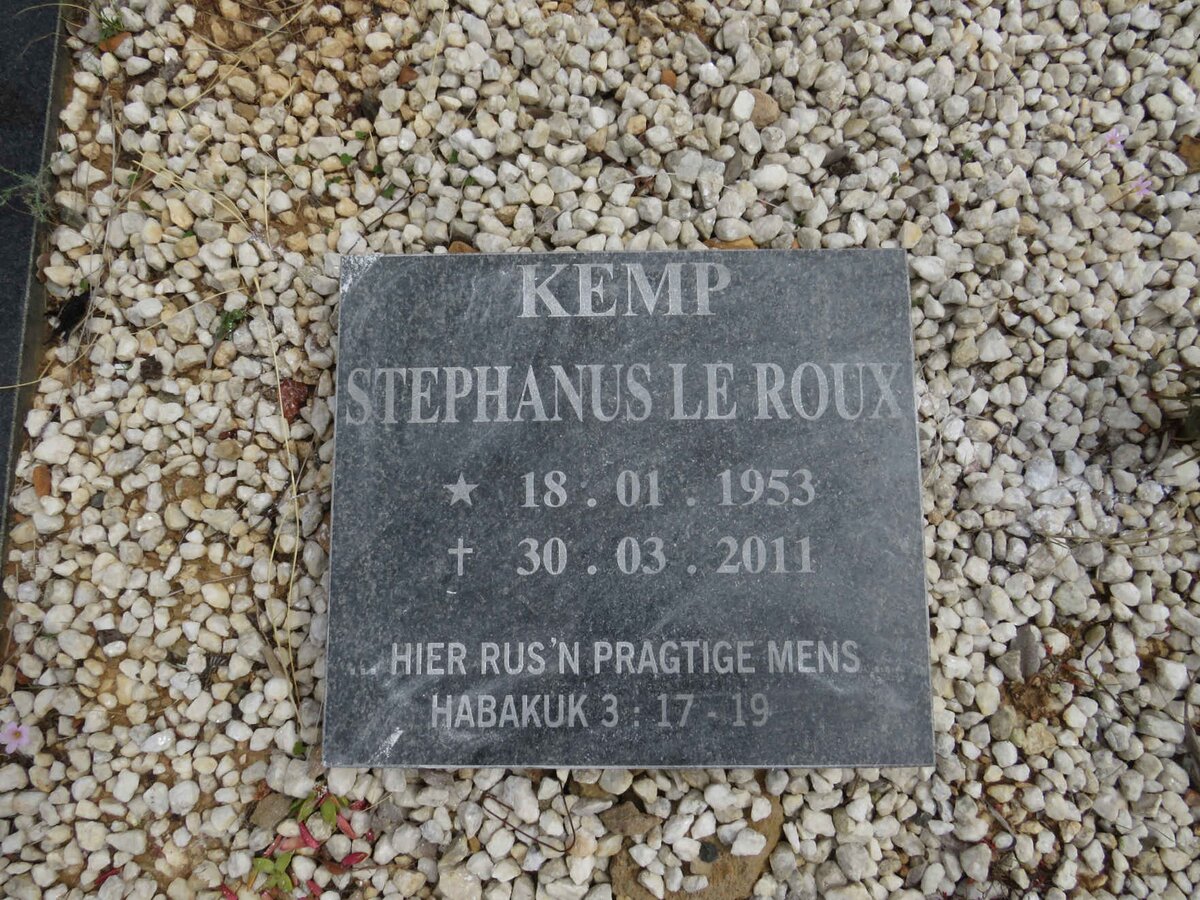 KEMP
STEPHANUS LE ROUX
★ 18 . 01 . 1953
✝ 30 . 03 . 2011
... HIER RUS 'N PRAGTIGE MENS ...
HABAKUK 3 : 17 - 19